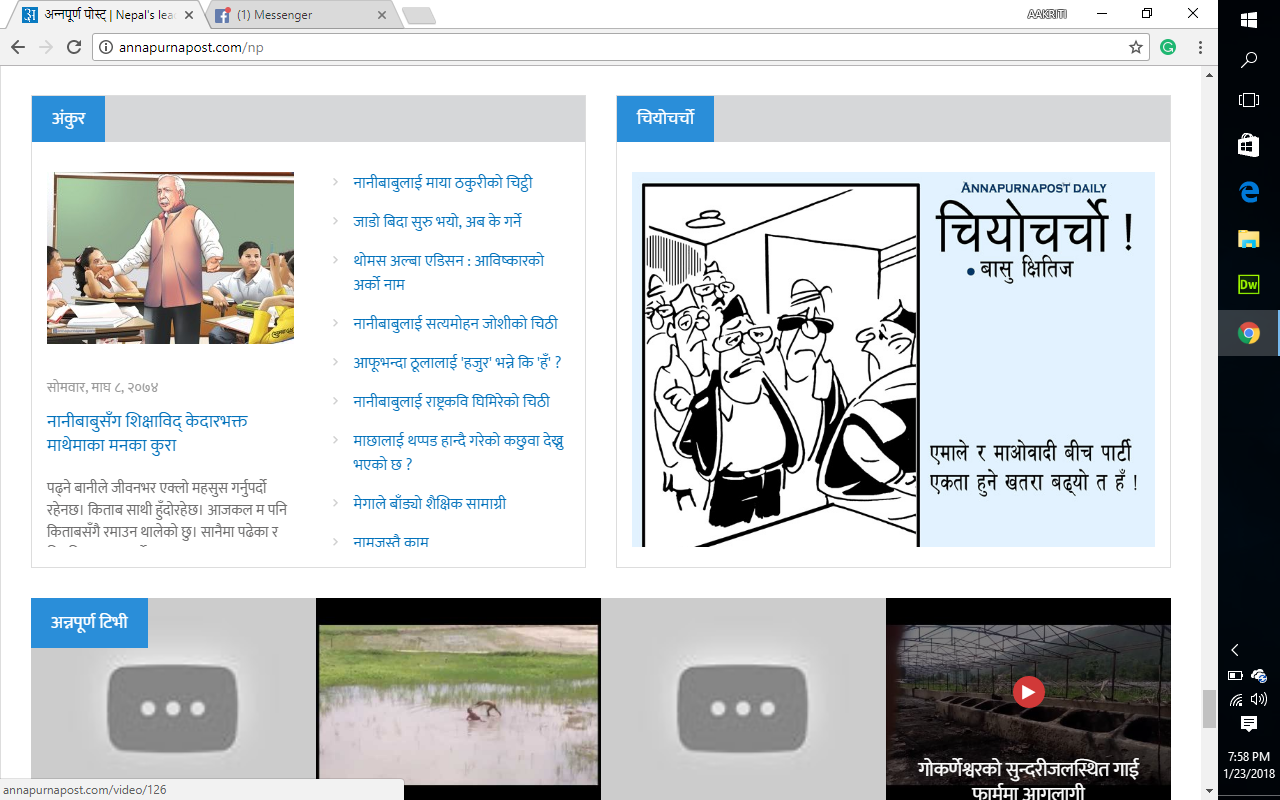 अन्नपूर्ण पोस्ट् | Nepal's lea
(1) Messenger
AAKRITI
annapurnapost.com/np
अंकुर
सोमवार, माघ ८, २०७४
नानीबाबुसँग शिक्षाविद् केदारभक्त
माथेमाका मनका कुरा
पढ्ने बानीले जीवनभर एक्लो महसुस गर्नुपर्दो
रहेनछ। किताब साथी हुँदोरहेछ। आजकल म पनि
किताबसँगै रमाउन थालेको छु। सानैमा पढेका र
नानीबाबुलाई माया ठकुरीको चिट्ठी
जाडो बिदा सुरु भयो, अब के गर्ने
थोमस अल्बा एडिसन : आविष्कारको
अर्को नाम
नानीबाबुलाई सत्यमोहन जोशीको चिठी
आफूभन्दा ठूलालाई 'हजुर' भन्ने कि 'हँ' ?
नानीबाबुलाई राष्ट्रकवि घिमिरेको चिठी
माछालाई थप्पड हान्दै गरेको कछुवा देख्नु
भएको छ ?
मेगाले बाँड्यो शैक्षिक सामाग्री
नामजस्तै काम
चियोचर्चो
ANNAPURNAPOST DAILY
चियोचर्चो !
• बासु क्षितिज
एमाले र माओवादी बीच पार्टी
एकता हुने खतरा बढ्यो त हँ !
अन्नपूर्ण टिभी
गोकर्णेश्वरको सुन्दरीजलस्थित गाई
फार्ममा आगलागी
annapurnapost.com/video/126
Dw
7:58 PM
1/23/2018